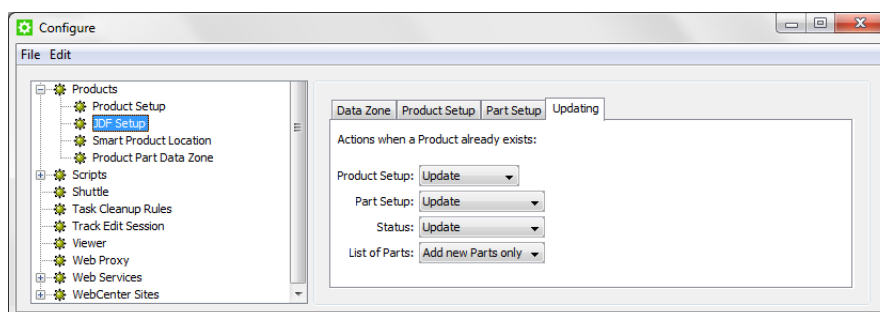 Configure
File Edit
Products
Product Setup
JDF Setup
Smart Product Location
Product Part Data Zone
Scripts
Shuttle
Task Cleanup Rules
Track Edit Session
Viewer
Web Proxy
Web Services
WebCenter Sites
Data Zone Product Setup Part Setup Updating
Actions when a Product already exists:
Product Setup: Update
Part Setup: Update
Status: Update
List of Parts: Add new Parts only